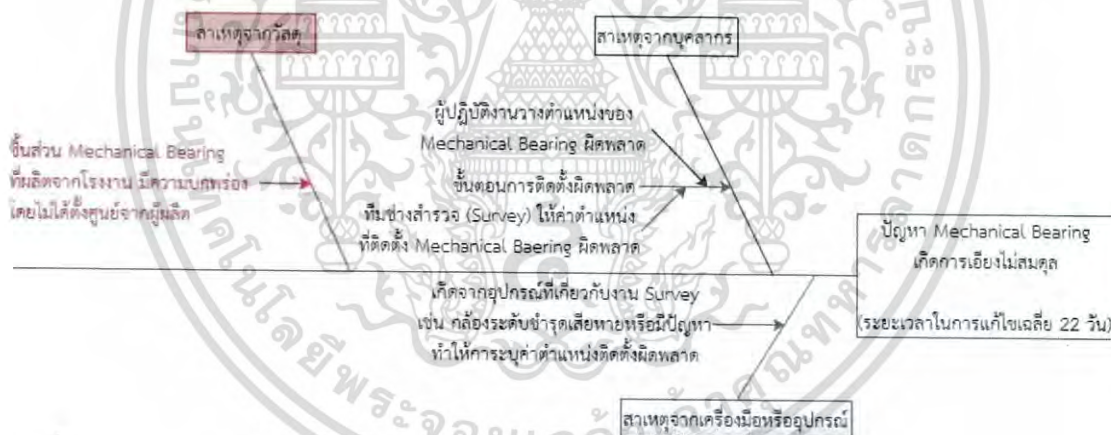 สาเหตุจากวัสดุ
สาเหตุจากบุคลากร
ผู้ปฏิบัติงานวางตำแหน่งของ
Mechanical Bearing ผิดพลาด
ชิ้นส่วน Mechanical Bearing
ที่ผลิตจากโรงงาน มีความบกพร่อง
โดยไม่ได้ตั้งศูนย์จากผู้ผลิต
ขั้นตอนการติดตั้งผิดพลาด
ทีมช่างสำรวจ (Survey) ให้ค่าตำแหน่ง
ที่ติดตั้ง Mechanical Baering ผิดพลาด
ปัญหา Mechanical Bearing
เกิดการเอียงไม่สมดุล
(ระยะเวลาในการแก้ไขเฉลี่ย 22 วัน)
เกิดจากอุปกรณ์ที่เกี่ยวกับงาน Survey
เช่น กล้องระดับชำรุดเสียหายหรือมีปัญหา
ทำให้การะบุค่าตำแหน่งติดตั้งผิดพลาด
สาเหตุจากเครื่องมือหรืออุปกรณ์